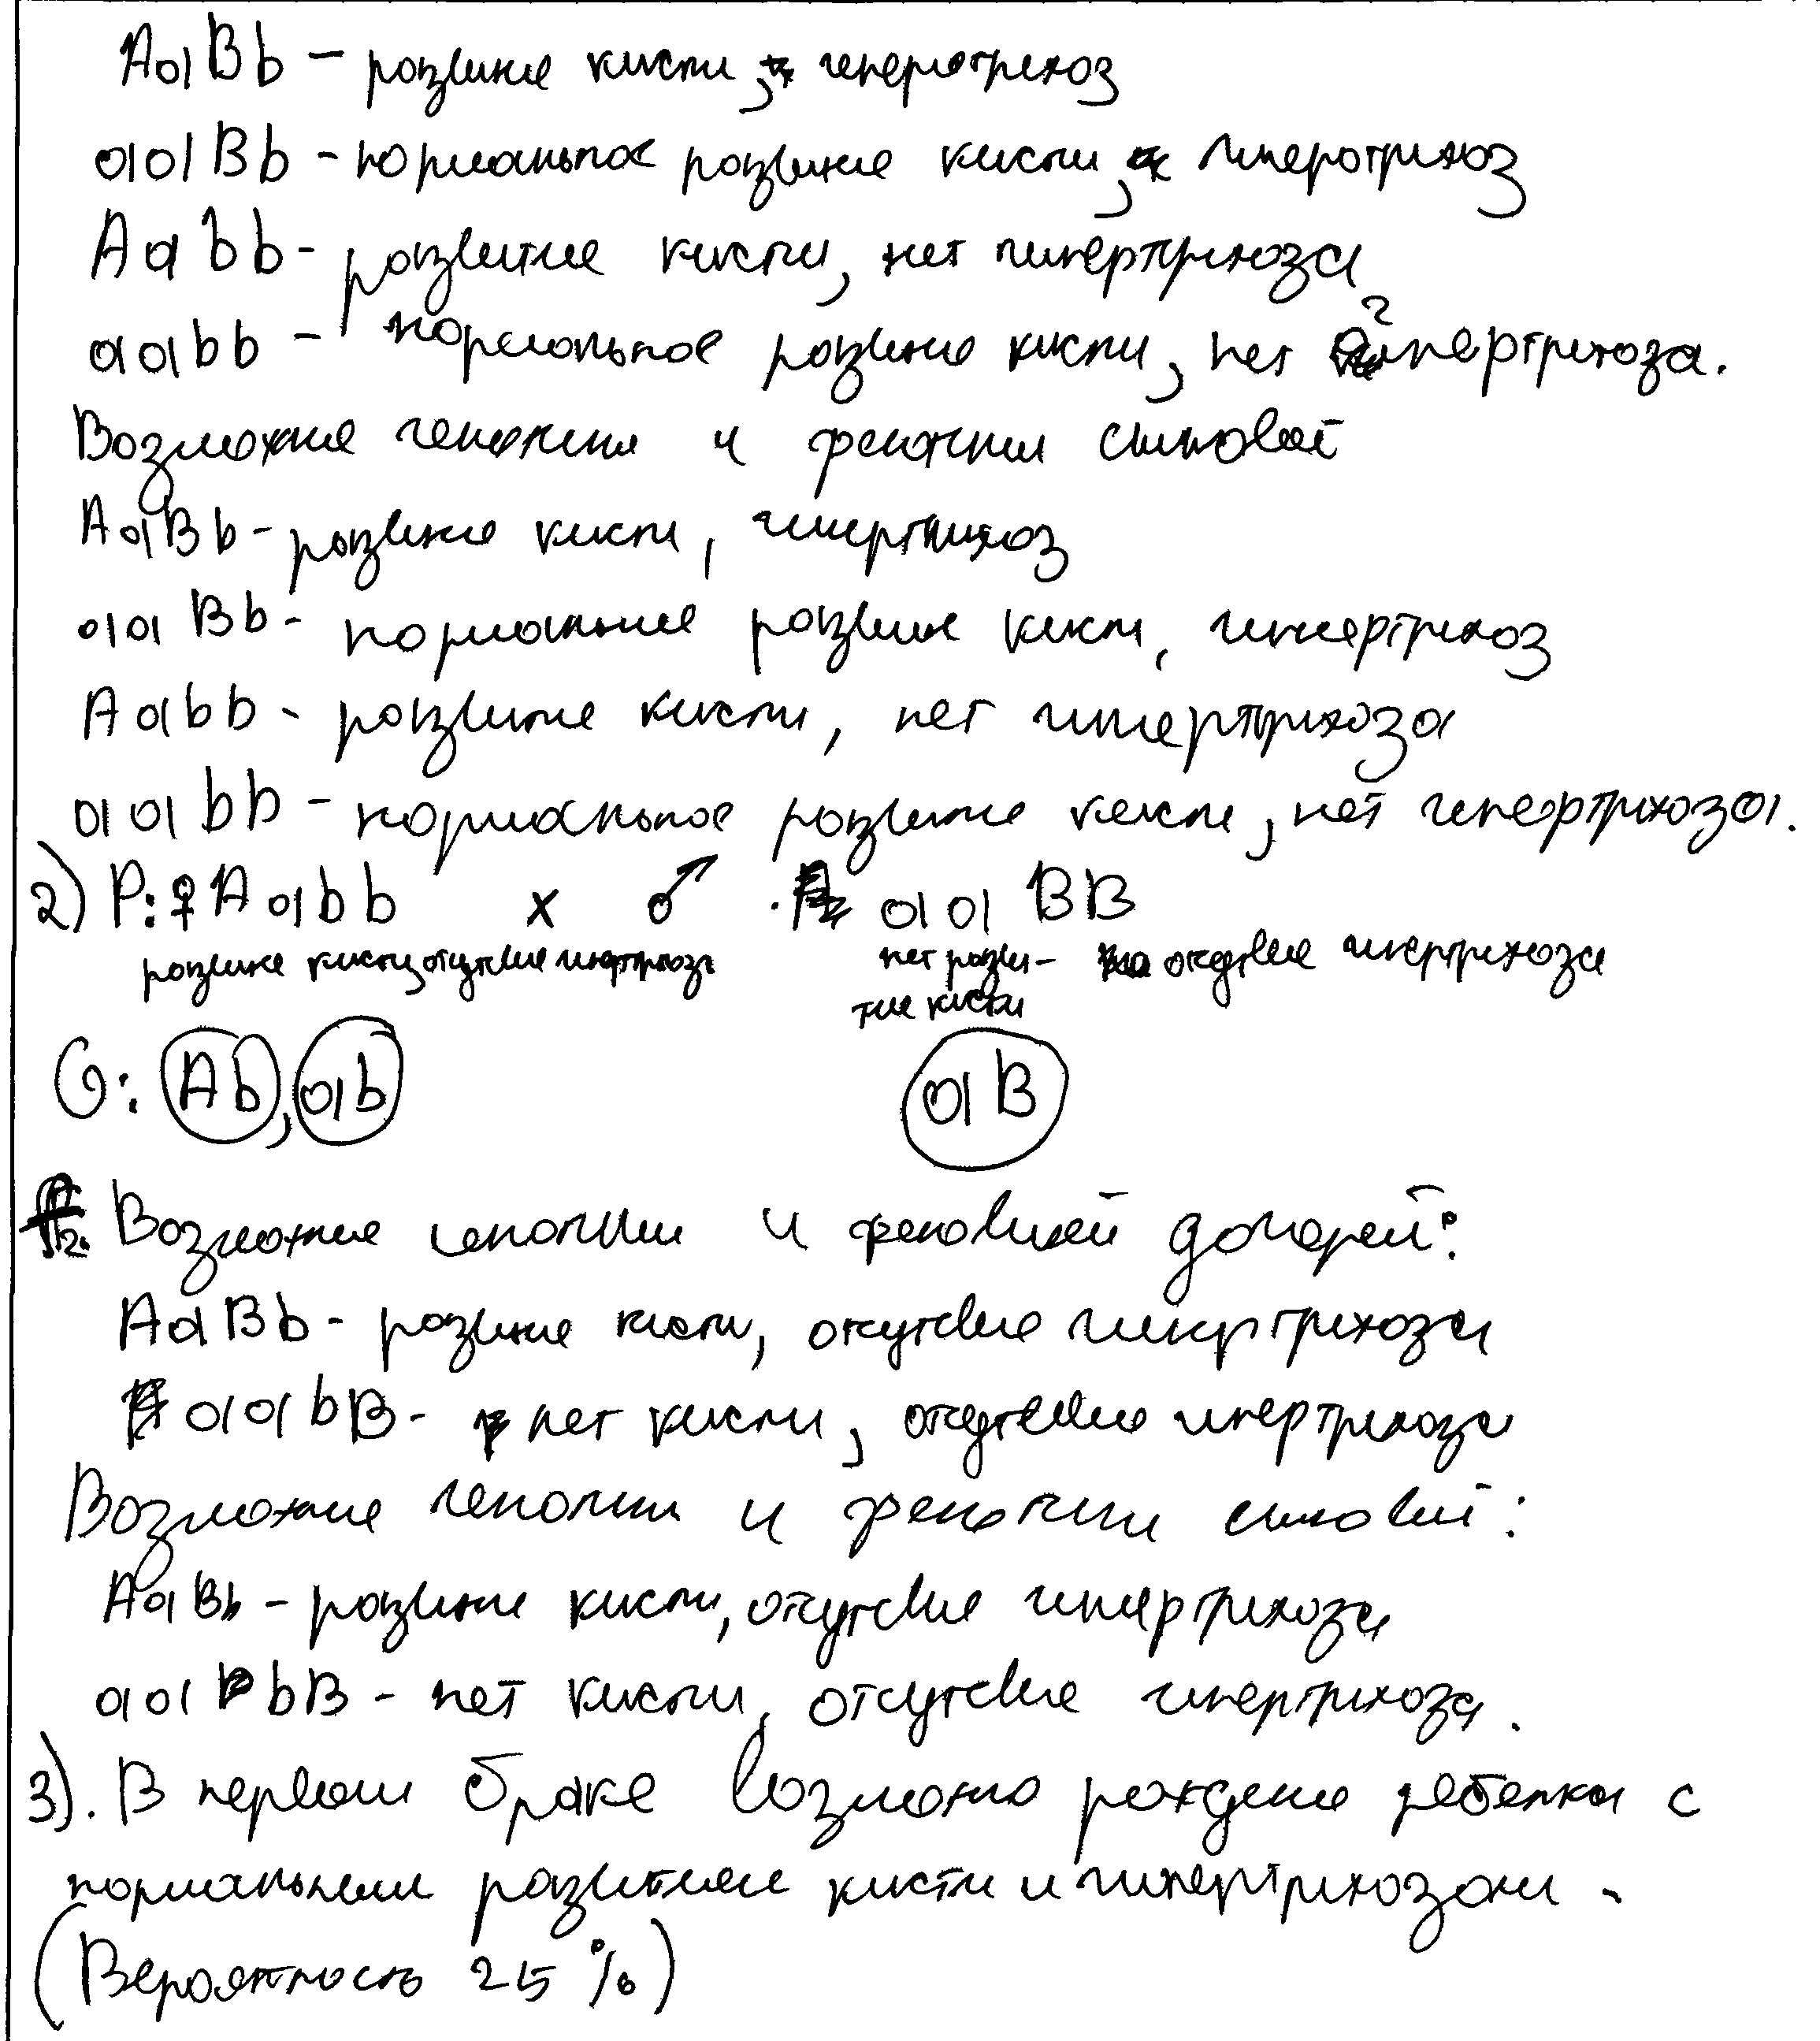 AaBb – развитие кисти, гипертрихоз
aaBb – нормальное развитие кисти, гипертрихоз
Aabb – развитие кисти, нет гипертрихоза
aabb – нормальное развитие кисти, нет гипертрихоза.
Возможные генотипы и фенотипы сыновей
AaBb – развитие кисти, гипертрихоз
aaBb – нормальное развитие кисти, гипертрихоз
Aabb – развитие кисти, нет гипертрихоза
aabb – нормальное развитие кисти, нет гипертрихоза.
2) P: ♀ Aabb x ♂ aaBB
развитие кисти, отсутствие гипертрихоза нет разви- отсутствие гипертрихоза
тие кисти
G: Ab, ab aB
Возможные генотипы и дочерей:
AaBb – развитие кисти, отсутствие гипертрихоза
aabB – нет кисти, отсутствие гипертрихоза
Возможные генотипы и фенотипы сыновей:
AaBb – развитие кисти, отсутствие гипертрихоза
aabB – нет кисти, отсутствие гипертрихоза.
3). В первом браке возможно рождение ребенка с
нормальным развитием кисти и гипертрихозом.
(Вероятность 25%)